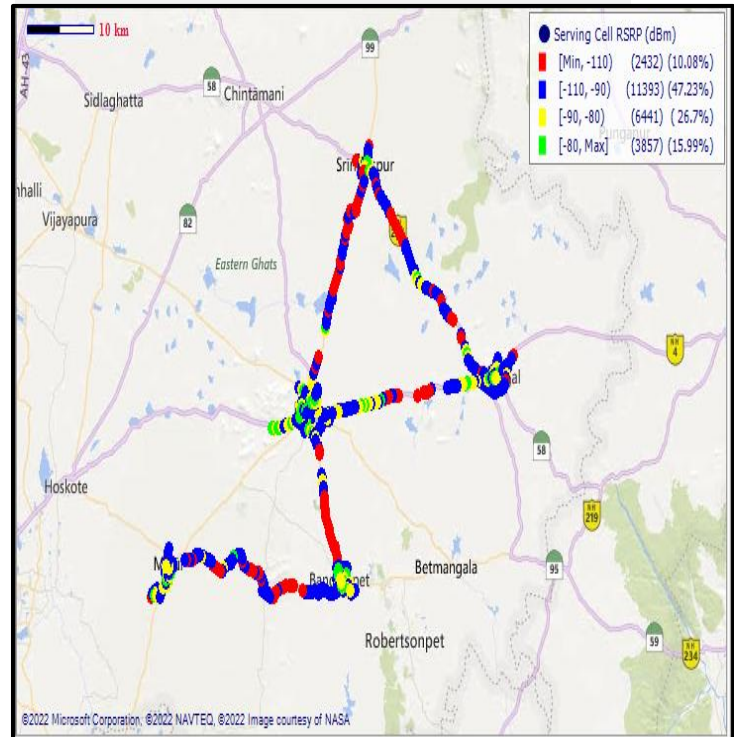 10 km
Serving Cell RSRP (dBm)
[Min, -110) (2432) (10.08%)
[-110, -90) (11393) (47.23%)
[-90, -80) (6441) ( 26.7%)
[-80, Max] (3857) (15.99%)
AH-43
99
58
Sidlaghatta
Chintamani
Punganur
Vijayapura
82
Eastern Ghats
NH
4
58
Hoskote
NH
219
Betmangala
95
Robertsonpet
59
NH
234
©2022 Microsoft Corporation, ©2022 NAVTEQ, ©2022 Image courtesy of NASA